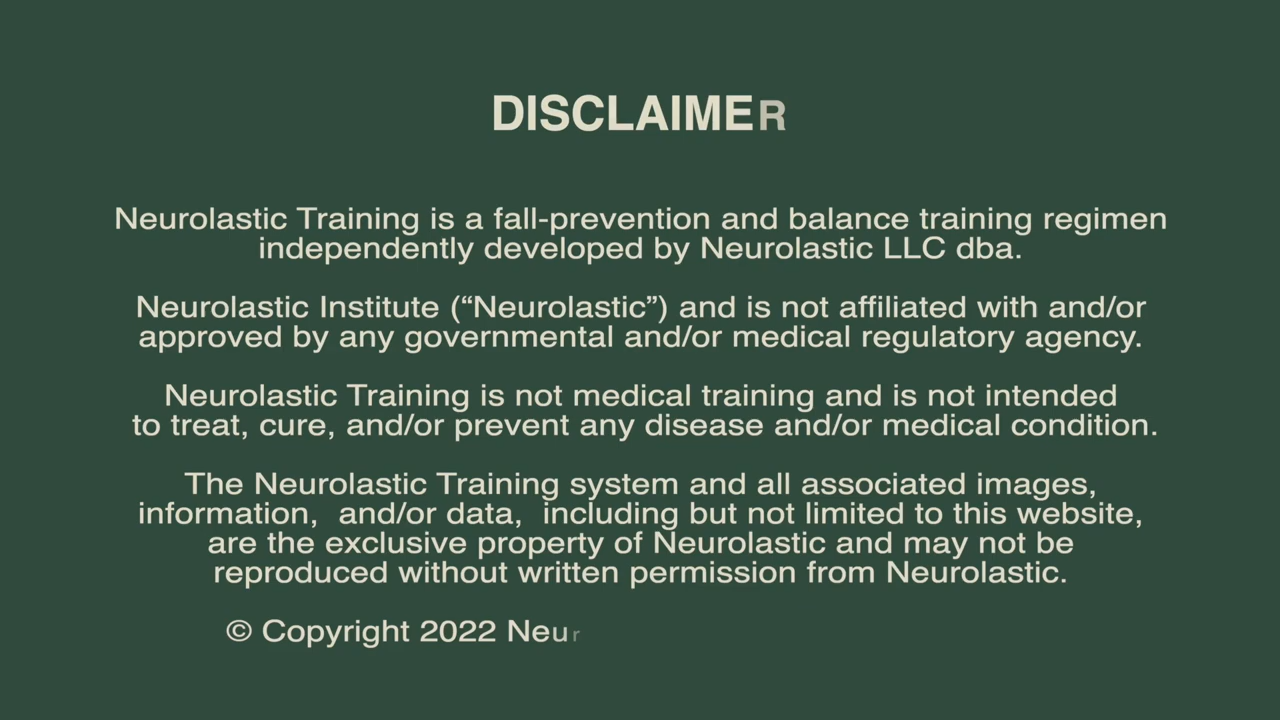 DISCLAIMER
Neurolastic Training is a fall-prevention and balance training regimen
independently developed by Neurolastic LLC dba.
Neurolastic Institute (“Neurolastic”) and is not affiliated with and/or
approved by any governmental and/or medical regulatory agency.
Neurolastic Training is not medical training and is not intended
to treat, cure, and/or prevent any disease and/or medical condition.
The Neurolastic Training system and all associated images,
information,  and/or data,  including but not limited to this website,
are the exclusive property of Neurolastic and may not be
reproduced without written permission from Neurolastic.
© Copyright 2022 Neur